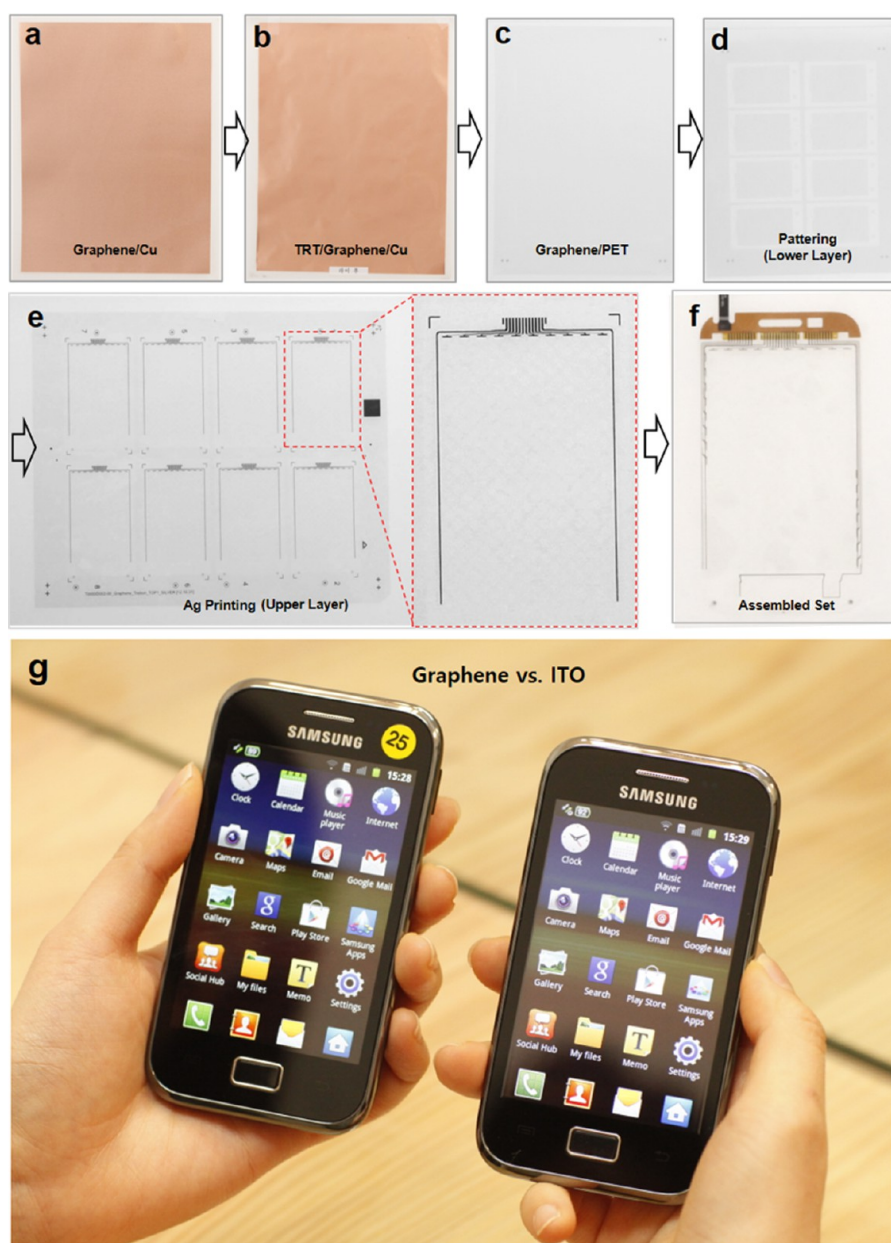 a
Graphene/Cu
b
TRT/Graphene/Cu
c
Graphene/PET
d
Pattering
(Lower Layer)
e
Ag Printing (Upper Layer)
f
Assembled Set
g
Graphene vs. ITO
SAMSUNG
25
89
15:28
Clock
Calendar
Music
player
Internet
Camera
Maps
Email
Google Mail
Gallery
Search
Play Store
Samsung
Apps
Social Hub
My files
Memo
Settings
SAMSUNG
92
15:29
Clock
Calendar
Music
player
Internet
Camera
Maps
Email
Google Mail
Gallery
Search
Play Store
Samsung
Apps
Social Hub
My files
Memo
Settings